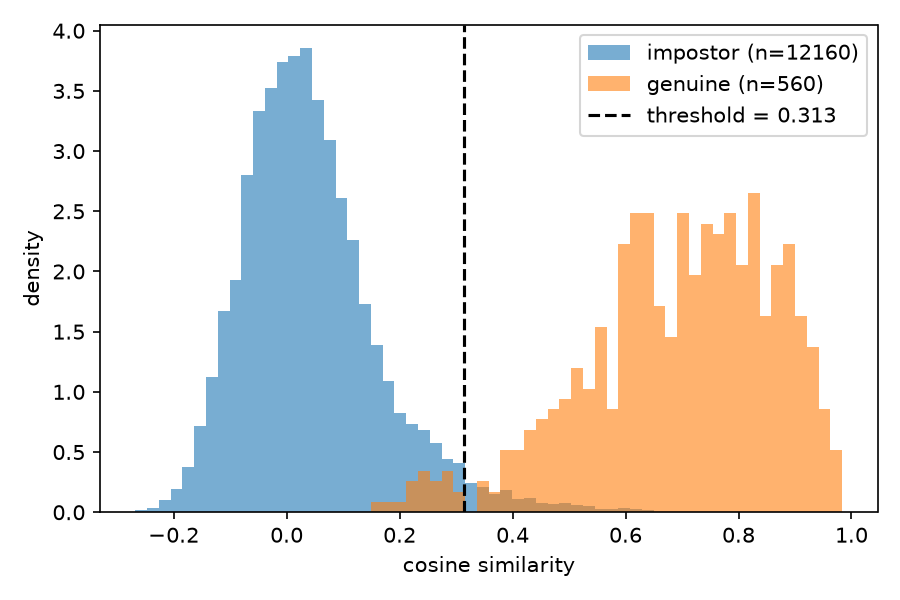 4.0
3.5
3.0
2.5
2.0
1.5
1.0
0.5
0.0
density
impostor (n=12160)
genuine (n=560)
threshold = 0.313
−0.2 0.0 0.2 0.4 0.6 0.8 1.0
cosine similarity